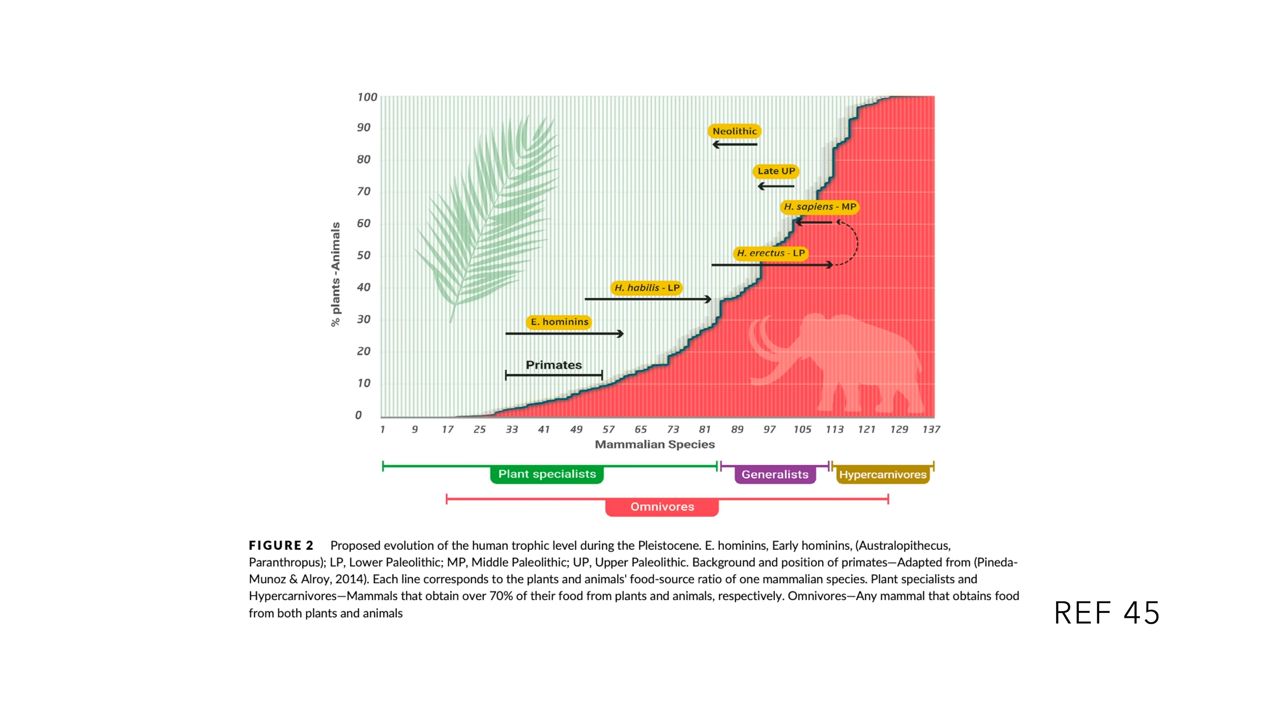 100
90
80
70
60
50
40
30
20
10
0
% plants -Animals
Neolithic
Late UP
H. sapiens - MP
H. erectus - LP
H. habilis - LP
E. hominins
Primates
1 9 17 25 33 41 49 57 65 73 81 89 97 105 113 121 129 137
Mammalian Species
Plant specialists Generalists Hypercarnivores
Omnivores
FIGURE 2 Proposed evolution of the human trophic level during the Pleistocene. E. hominins, Early hominins, (Australopithecus,
Paranthropus); LP, Lower Paleolithic; MP, Middle Paleolithic; UP, Upper Paleolithic. Background and position of primates—Adapted from (Pineda-
Munoz & Alroy, 2014). Each line corresponds to the plants and animals' food-source ratio of one mammalian species. Plant specialists and
Hypercarnivores—Mammals that obtain over 70% of their food from plants and animals, respectively. Omnivores—Any mammal that obtains food
from both plants and animals
REF 45